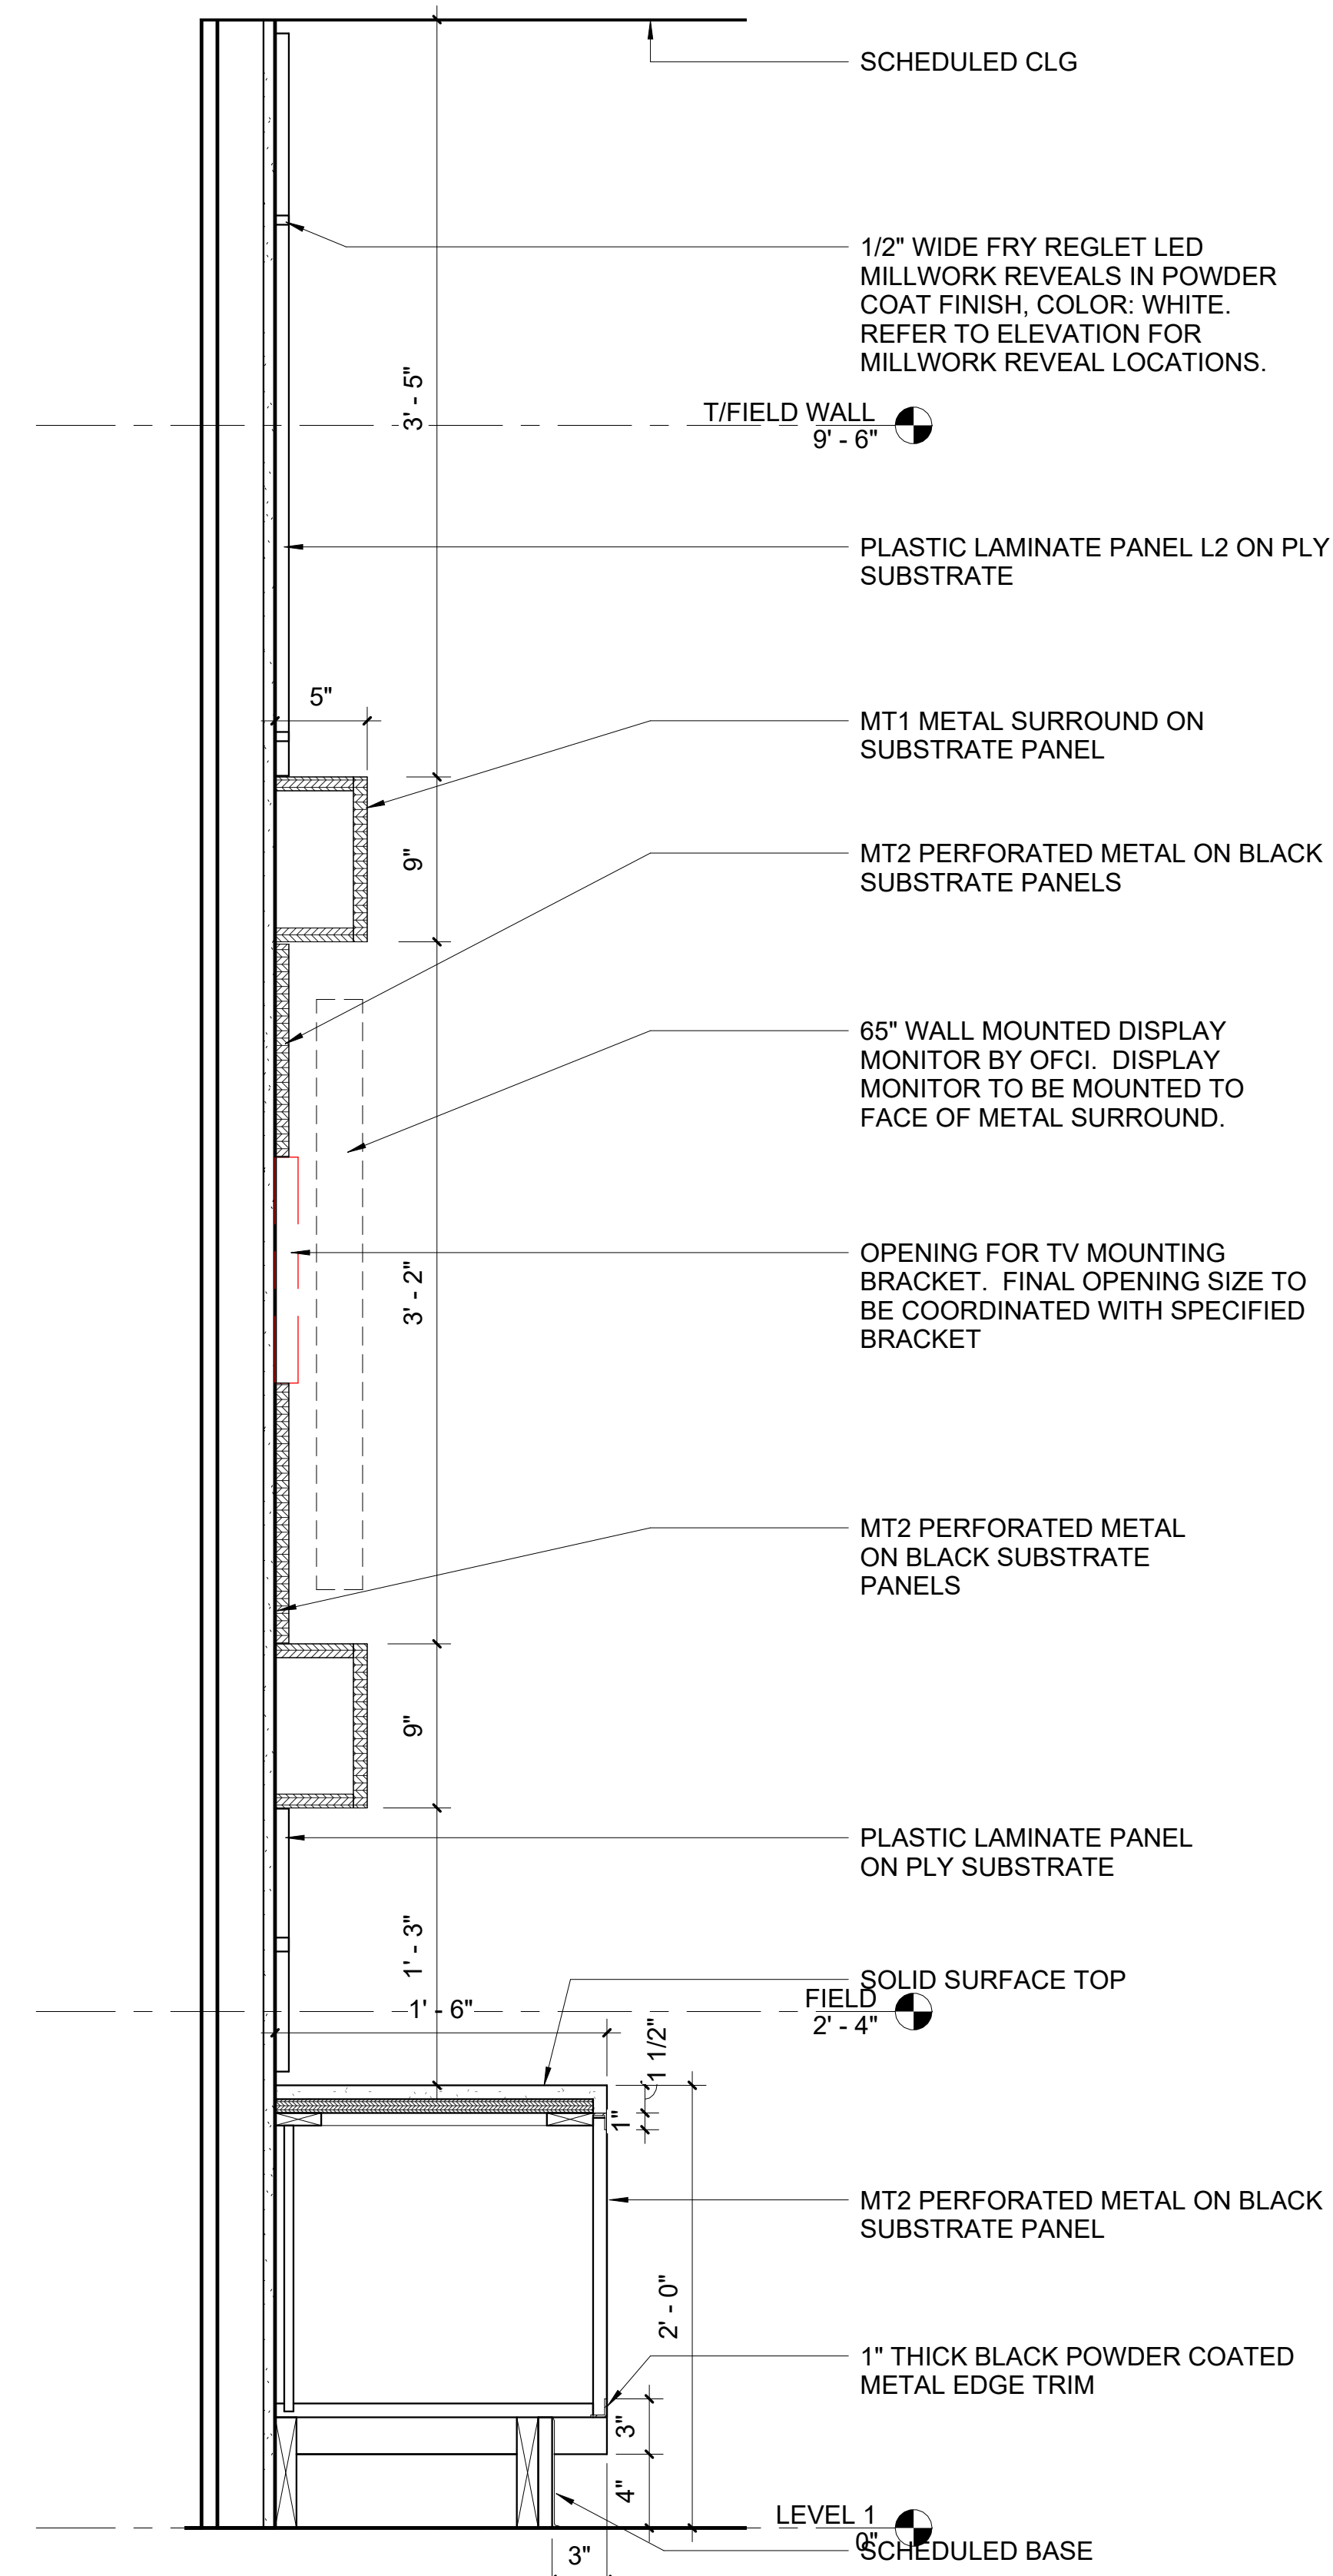 SCHEDULED CLG
1/2" WIDE FRY REGLET LED
MILLWORK REVEALS IN POWDER
COAT FINISH, COLOR: WHITE.
REFER TO ELEVATION FOR
MILLWORK REVEAL LOCATIONS.
3' - 5"
T/FIELD WALL
9' - 6"
PLASTIC LAMINATE PANEL L2 ON PLY
SUBSTRATE
5"
MT1 METAL SURROUND ON
SUBSTRATE PANEL
9"
MT2 PERFORATED METAL ON BLACK
SUBSTRATE PANELS
65" WALL MOUNTED DISPLAY
MONITOR BY OFCI. DISPLAY
MONITOR TO BE MOUNTED TO
FACE OF METAL SURROUND.
3' - 2"
OPENING FOR TV MOUNTING
BRACKET. FINAL OPENING SIZE TO
BE COORDINATED WITH SPECIFIED
BRACKET
MT2 PERFORATED METAL
ON BLACK SUBSTRATE
PANELS
9"
PLASTIC LAMINATE PANEL
ON PLY SUBSTRATE
1' - 3"
SOLID SURFACE TOP
FIELD
2' - 4"
1' - 6"
1 1/2"
1"
MT2 PERFORATED METAL ON BLACK
SUBSTRATE PANEL
2' - 0"
1" THICK BLACK POWDER COATED
METAL EDGE TRIM
3"
4"
LEVEL 1
0"
SCHEDULED BASE
3"